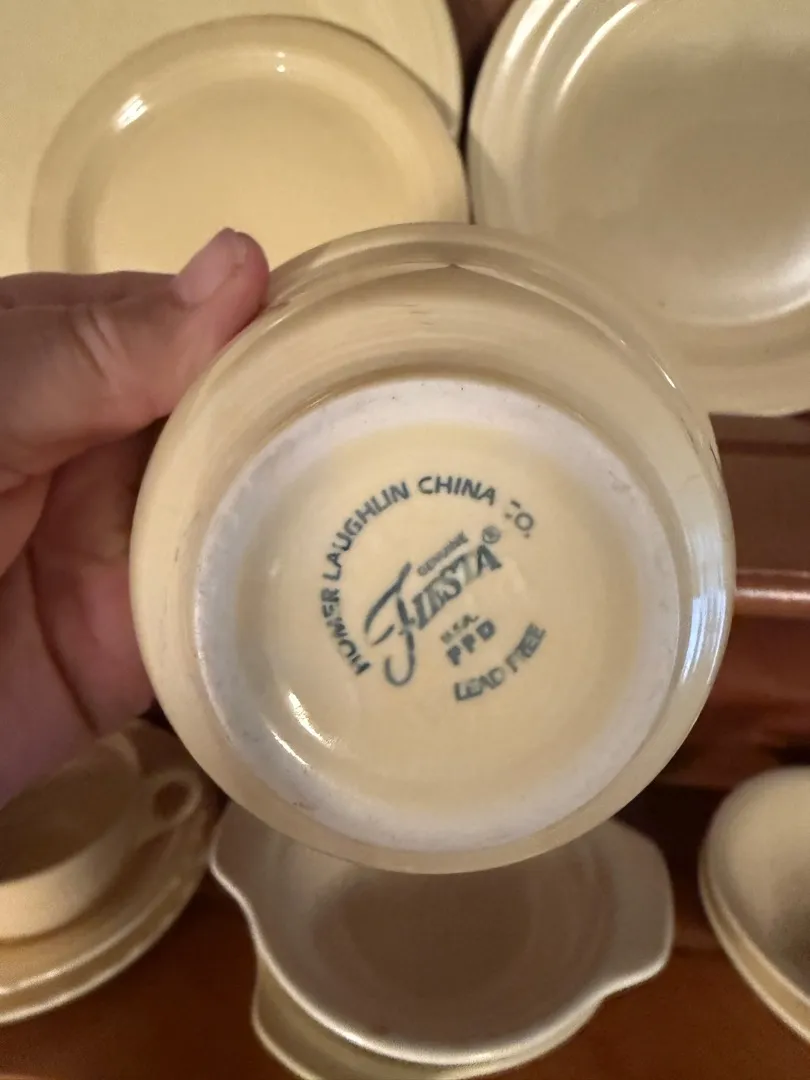 HOMER LAUGHLIN CHINA CO.
GENUINE
FIESTA®
U.S.A.
PPD
LEAD FREE